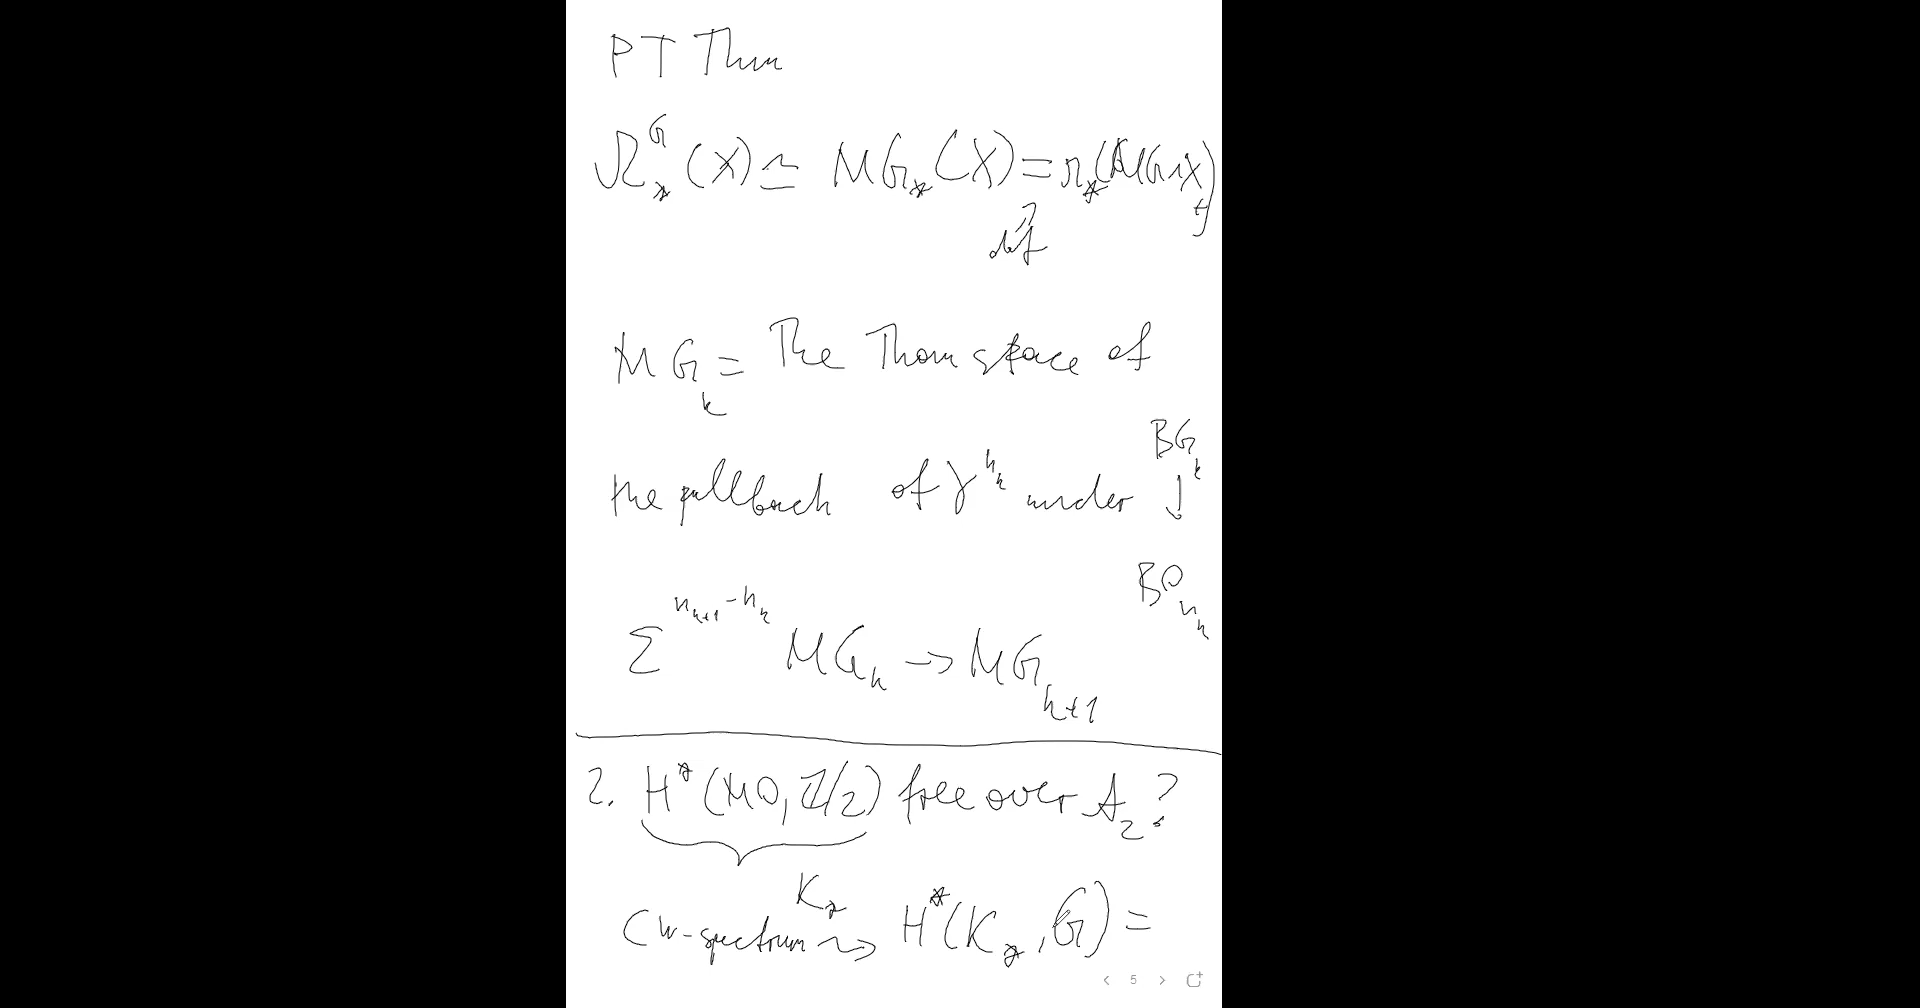 PT Thm
Ω^G_*(X) ≃ MG_*(X) = π_*(MG∧X_+)
def
MG_k = The Thom space of
the pullback of γ^{n_k} under BG_k
↓
BO_{n_k}
Σ^{n_{k+1}-n_k} MG_k → MG_{k+1}
2. H^*(MO, Z/2) free over A_2?
CW-spectrum K_* ⇝ H^*(K_*, G) =
< 5 >